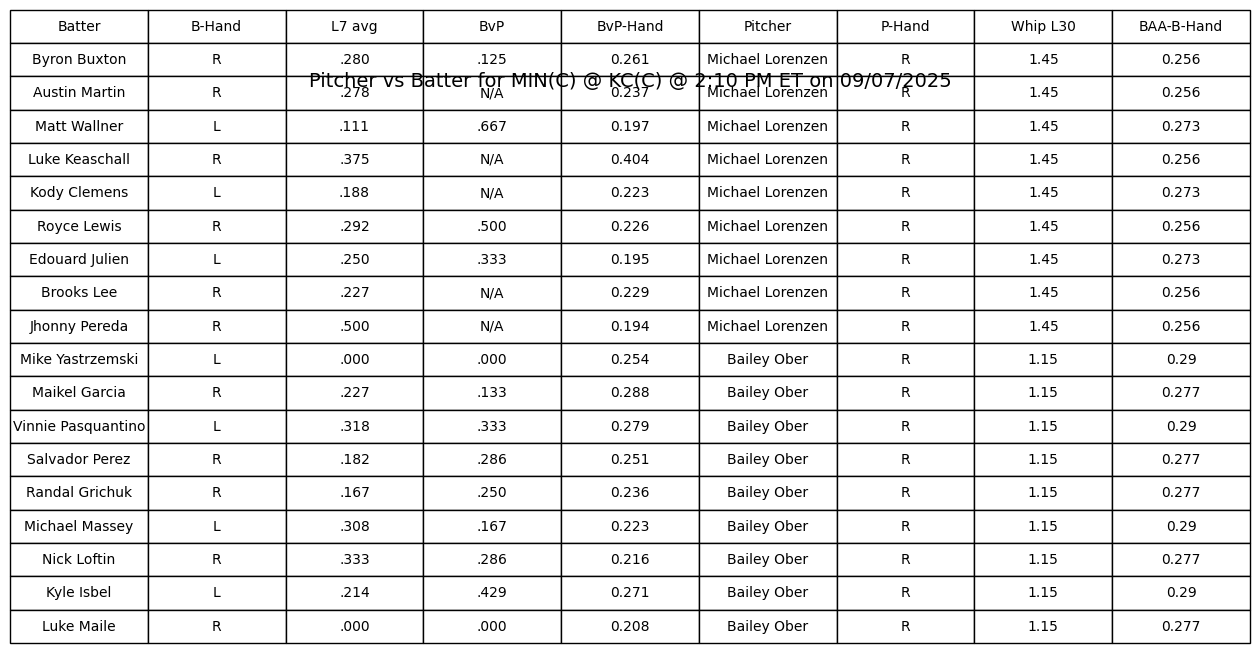 Batter B-Hand L7 avg BvP BvP-Hand Pitcher P-Hand Whip L30 BAA-B-Hand
Byron Buxton R .280 .125 0.261 Michael Lorenzen R 1.45 0.256
Pitcher vs Batter for MIN(C) @ KC(C) @ 2:10 PM ET on 09/07/2025
Austin Martin R .278 N/A 0.237 Michael Lorenzen R 1.45 0.256
Matt Wallner L .111 .667 0.197 Michael Lorenzen R 1.45 0.273
Luke Keaschall R .375 N/A 0.404 Michael Lorenzen R 1.45 0.256
Kody Clemens L .188 N/A 0.223 Michael Lorenzen R 1.45 0.273
Royce Lewis R .292 .500 0.226 Michael Lorenzen R 1.45 0.256
Edouard Julien L .250 .333 0.195 Michael Lorenzen R 1.45 0.273
Brooks Lee R .227 N/A 0.229 Michael Lorenzen R 1.45 0.256
Jhonny Pereda R .500 N/A 0.194 Michael Lorenzen R 1.45 0.256
Mike Yastrzemski L .000 .000 0.254 Bailey Ober R 1.15 0.29
Maikel Garcia R .227 .133 0.288 Bailey Ober R 1.15 0.277
Vinnie Pasquantino L .318 .333 0.279 Bailey Ober R 1.15 0.29
Salvador Perez R .182 .286 0.251 Bailey Ober R 1.15 0.277
Randal Grichuk R .167 .250 0.236 Bailey Ober R 1.15 0.277
Michael Massey L .308 .167 0.223 Bailey Ober R 1.15 0.29
Nick Loftin R .333 .286 0.216 Bailey Ober R 1.15 0.277
Kyle Isbel L .214 .429 0.271 Bailey Ober R 1.15 0.29
Luke Maile R .000 .000 0.208 Bailey Ober R 1.15 0.277